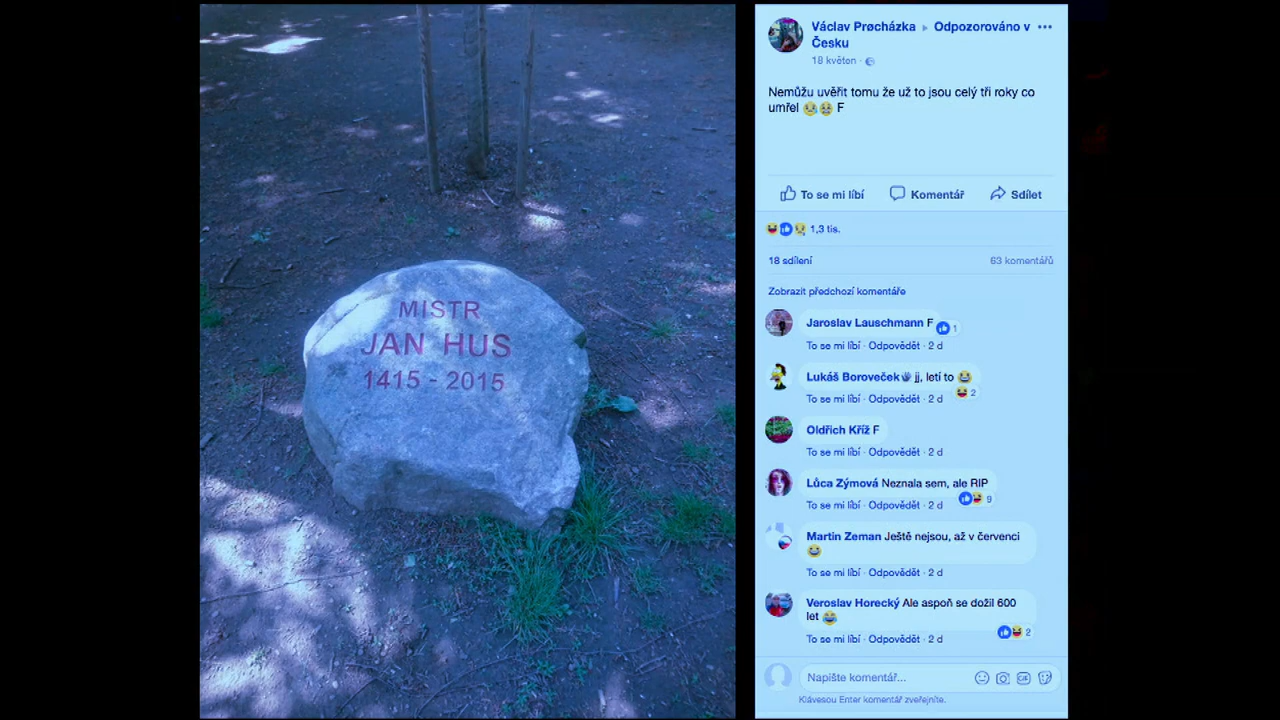 MISTR
JAN HUS
1415 - 2015
Václav Prøcházka ▸ Odpozorováno v
Česku
18 květen ·
Nemůžu uvěřit tomu že už to jsou celý tři roky co
umřel 😢😢 F
To se mi líbí Komentář Sdílet
1,3 tis.
18 sdílení 63 komentářů
Zobrazit předchozí komentáře
Jaroslav Lauschmann F 1
To se mi líbí · Odpovědět · 2 d
Lukáš Boroveček jj, letí to 😂
2
To se mi líbí · Odpovědět · 2 d
Oldřich Kříž F
To se mi líbí · Odpovědět · 2 d
Lůca Zýmová Neznala sem, ale RIP
9
To se mi líbí · Odpovědět · 2 d
Martin Zeman Ještě nejsou, až v červenci
😂
To se mi líbí · Odpovědět · 2 d
Veroslav Horecký Ale aspoň se dožil 600
let 😂
2
To se mi líbí · Odpovědět · 2 d
Napište komentář...
GIF
Klávesou Enter komentář zveřejníte.